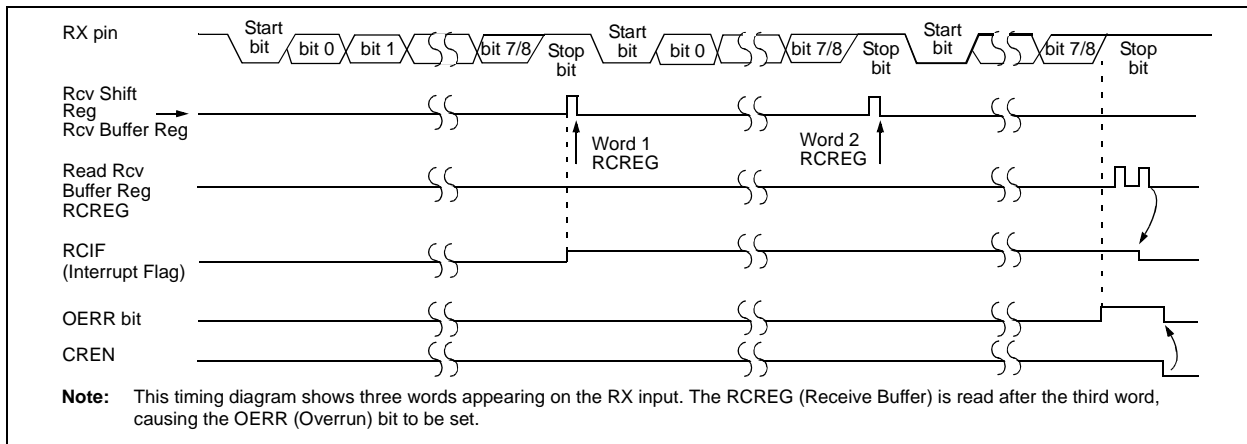 RX pin
Start
bit
bit 0
bit 1
bit 7/8
Stop
bit
Start
bit
bit 0
bit 7/8
Stop
bit
Start
bit
bit 7/8
Stop
bit
Rcv Shift
Reg
Rcv Buffer Reg
Word 1
RCREG
Word 2
RCREG
Read Rcv
Buffer Reg
RCREG
RCIF
(Interrupt Flag)
OERR bit
CREN
Note: This timing diagram shows three words appearing on the RX input. The RCREG (Receive Buffer) is read after the third word,
causing the OERR (Overrun) bit to be set.